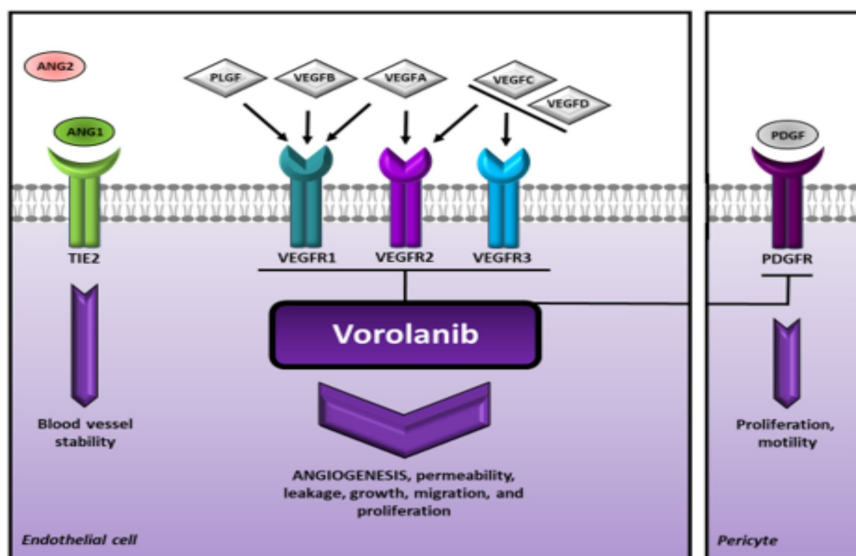 ANG2
PLGF
VEGFB
VEGFA
VEGFC
VEGFD
ANG1
PDGF
TIE2
VEGFR1
VEGFR2
VEGFR3
PDGFR
Vorolanib
Blood vessel
stability
Proliferation,
motility
ANGIOGENESIS, permeability,
leakage, growth, migration, and
proliferation
Endothelial cell
Pericyte